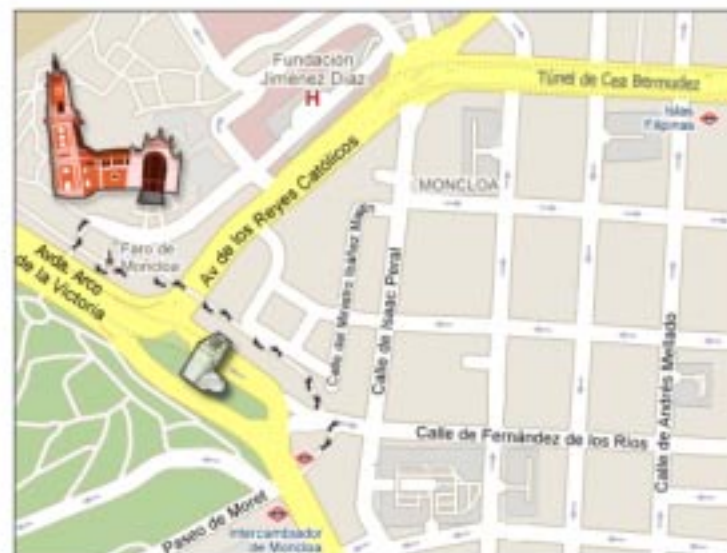 Fundación
Jiménez Díaz
H
Túnel de Cea Bermúdez
Islas
Filipinas
MONCLOA
Av de los Reyes Católicos
Faro de
Moncloa
Avda. Arco
de la Victoria
Calle de Isaac Peral
Calle de Andrés Mellado
Calle de Fernández de los Ríos
Paseo de Moret
Intercambiador
de Moncloa